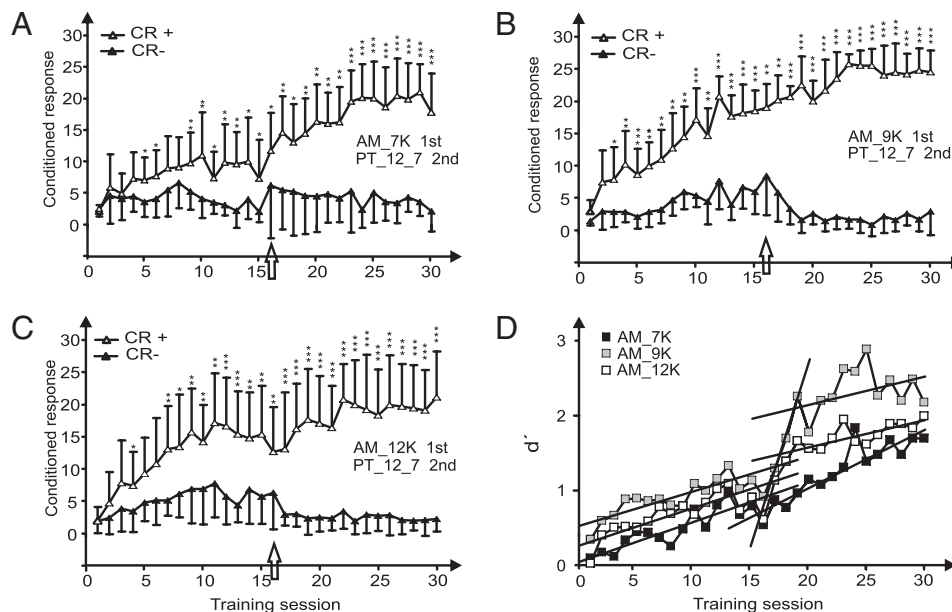 A
CR +
CR-
Conditioned response
30
25
20
15
10
5
0
AM_7K 1st
PT_12_7 2nd
0 5 10 15 20 25 30
B
CR +
CR-
Conditioned response
30
25
20
15
10
5
0
AM_9K 1st
PT_12_7 2nd
0 5 10 15 20 25 30
C
CR +
CR-
Conditioned response
30
25
20
15
10
5
0
AM_12K 1st
PT_12_7 2nd
0 5 10 15 20 25 30
Training session
D
AM_7K
AM_9K
AM_12K
d´
3
2
1
0
0 5 10 15 20 25 30
Training session